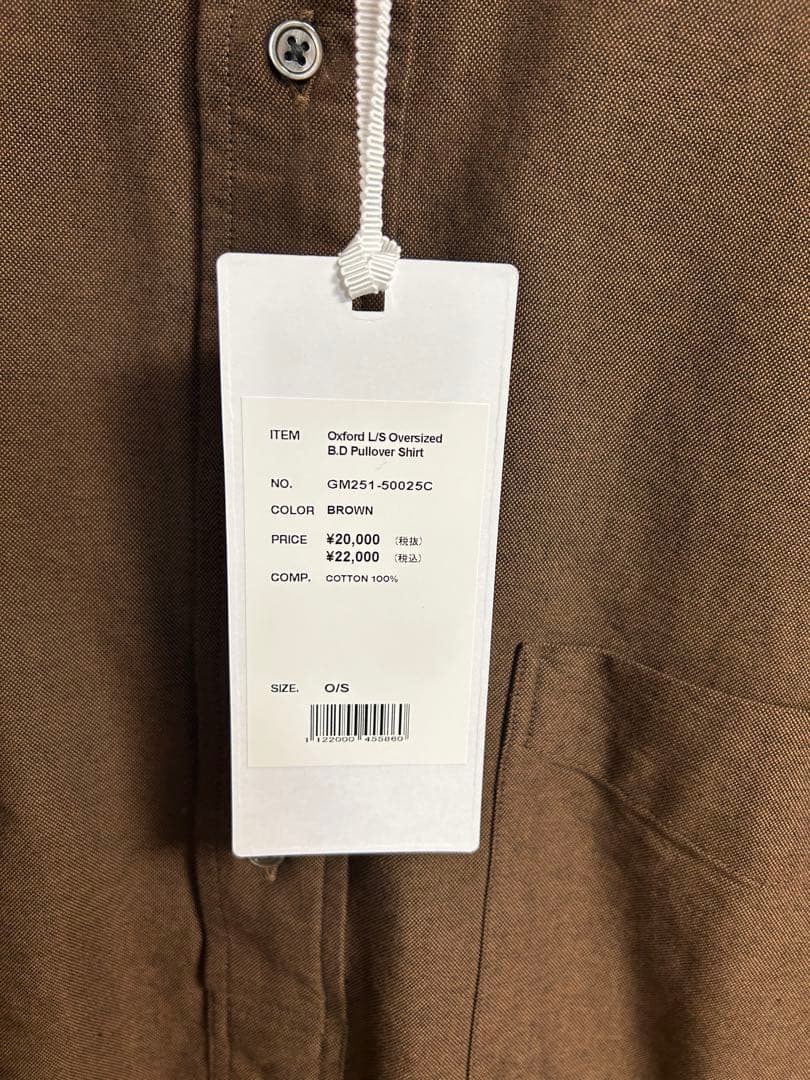 ITEM Oxford L/S Oversized
B.D Pullover Shirt
NO. GM251-50025C
COLOR BROWN
PRICE ¥20,000 (税抜)
¥22,000 (税込)
COMP. COTTON 100%
SIZE. O/S
1 122000 455860